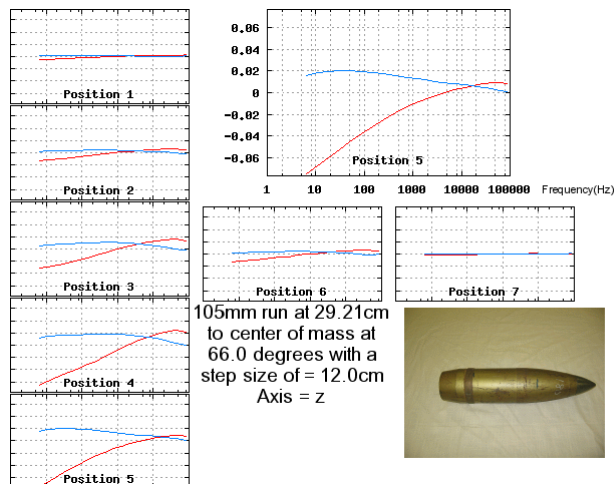 Position 1
Position 2
Position 3
Position 4
Position 5
0.06
0.04
0.02
0
-0.02
-0.04
-0.06
Position 5
1 10 100 1000 10000 100000 Frequency(Hz)
Position 6
Position 7
105mm run at 29.21cm
to center of mass at
66.0 degrees with a
step size of = 12.0cm
Axis = z